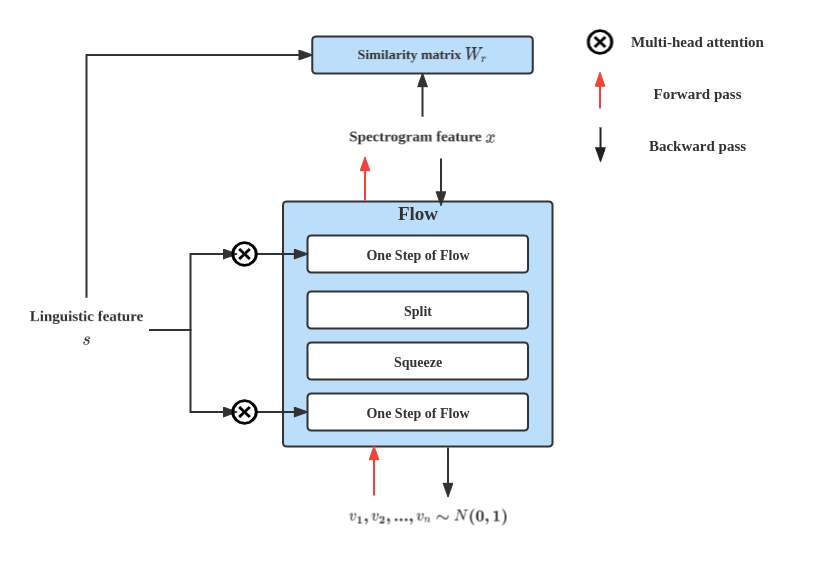 Similarity matrix W_r
Multi-head attention
Forward pass
Spectrogram feature x
Backward pass
Flow
One Step of Flow
Split
Linguistic feature
s
Squeeze
One Step of Flow
v_1, v_2, ..., v_n ∼ N(0, 1)